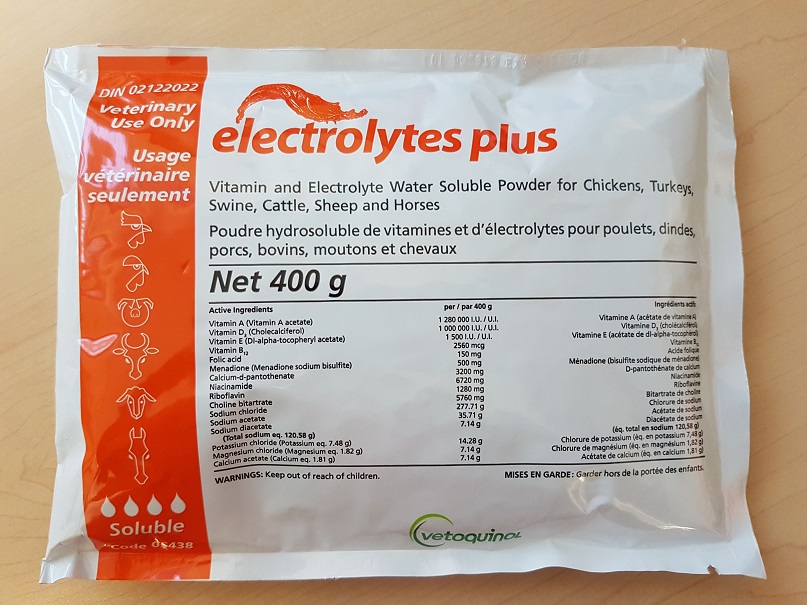 DIN 02122022
Veterinary
Use Only
Usage
vétérinaire
seulement
Soluble
electrolytes plus
Vitamin and Electrolyte Water Soluble Powder for Chickens, Turkeys,
Swine, Cattle, Sheep and Horses
Poudre hydrosoluble de vitamines et d'électrolytes pour poulets, dindes,
porcs, bovins, moutons et chevaux
Net 400 g
Active Ingredients per / par 400 g Ingrédients actifs
Vitamin A (Vitamin A acetate) 1 280 000 I.U. / U.I. Vitamine A (acétate de vitamine A)
Vitamin D₃ (Cholecalciferol) 1 000 000 I.U. / U.I. Vitamine D₃ (cholécalciférol)
Vitamin E (Dl-alpha-tocopheryl acetate) 1 500 I.U. / U.I. Vitamine E (acétate de dl-alpha-tocophérol)
Vitamin B₁₂ 2560 mcg Vitamine B₁₂
Folic acid 150 mg Acide folique
Menadione (Menadione sodium bisulfite) 500 mg Ménadione (bisulfite sodique de ménadione)
Calcium-d-pantothenate 3200 mg D-pantothénate de calcium
Niacinamide 6720 mg Niacinamide
Riboflavin 1280 mg Riboflavine
Choline bitartrate 5760 mg Bitartrate de choline
Sodium chloride 277.71 g Chlorure de sodium
Sodium acetate 35.71 g Acétate de sodium
Sodium diacetate 7.14 g Diacétate de sodium
(Total sodium eq. 120.58 g) (éq. total en sodium 120,58 g)
Potassium chloride (Potassium eq. 7.48 g) 14.28 g Chlorure de potassium (éq. en potassium 7,48 g)
Magnesium chloride (Magnesium eq. 1.82 g) 7.14 g Chlorure de magnésium (éq. en magnésium 1,82 g)
Calcium acetate (Calcium eq. 1.81 g) 7.14 g Acétate de calcium (éq. en calcium 1,81 g)
WARNINGS: Keep out of reach of children. MISES EN GARDE: Garder hors de la portée des enfants.
vetoquinol